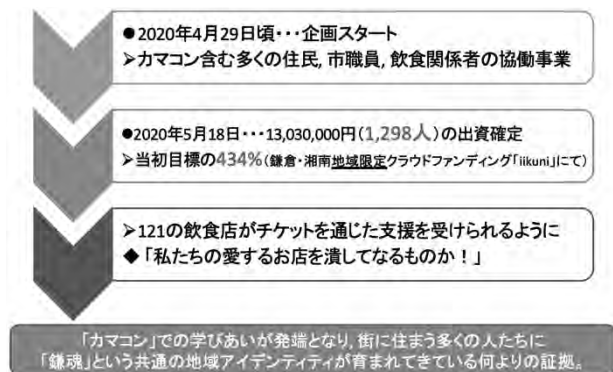 ●2020年4月29日頃･･･企画スタート
➢カマコン含む多くの住民, 市職員, 飲食関係者の協働事業
●2020年5月18日･･･13,030,000円(1,298人)の出資確定
➢当初目標の434%(鎌倉・湘南地域限定クラウドファンディング「iikuni」にて)
➢121の飲食店がチケットを通じた支援を受けられるように
◆「私たちの愛するお店を潰してなるものか！」
「カマコン」での学びあいが発端となり, 街に住まう多くの人たちに
「鎌魂」という共通の地域アイデンティティが育まれてきている何よりの証拠。